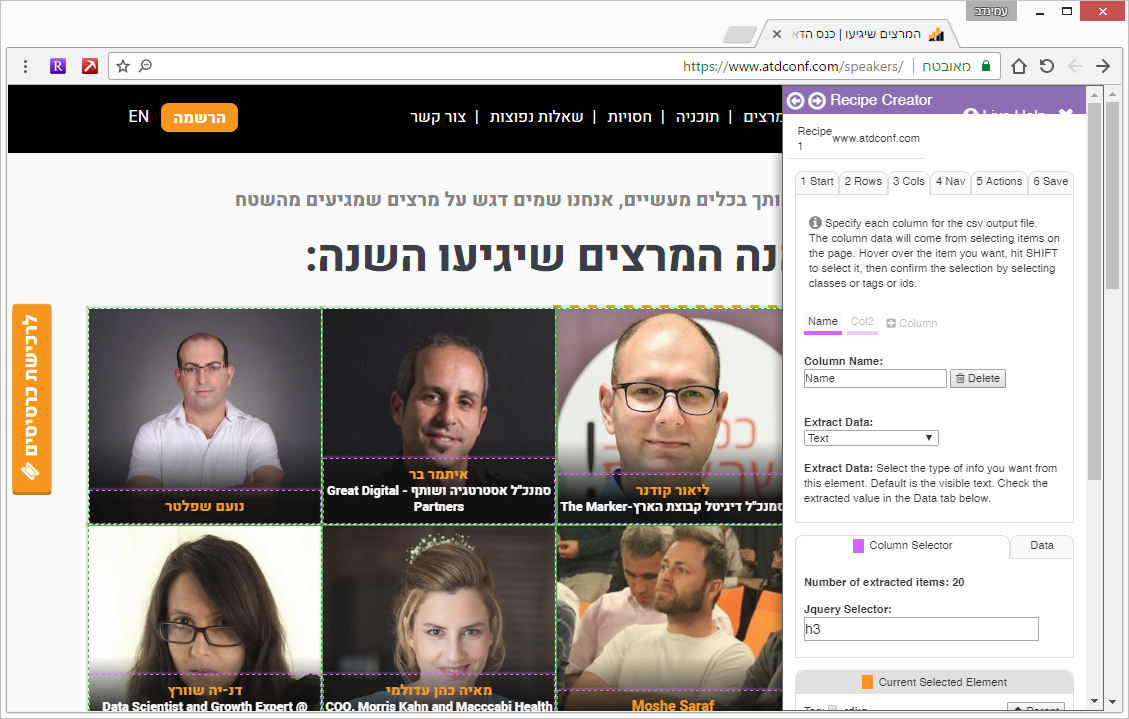 עמינדב
המרצים שיגיעו | כנס הדא
https://www.atdconf.com/speakers/ | מאובטח
EN
הרשמה
מרצים | תוכניה | חסויות | שאלות נפוצות | צור קשר
ותך בכלים מעשיים, אנחנו שמים דגש על מרצים שמגיעים מהשטח
נה המרצים שיגיעו השנה:
לרכישת כרטיסים
נועם שפלטר
איתמר בר
סמנכ"ל אסטרטגיה ושותף - Great Digital
Partners
ליאור קודנר
סמנכ"ל דיגיטל קבוצת הארץ-The Marker
דנ-יה שוורץ
Data Scientist and Growth Expert @
מאיה כהן עדולמי
COO, Morris Kahn and Macccabi Health
Moshe Saraf
Recipe Creator
Live Help
Recipe
1
www.atdconf.com
1 Start
2 Rows
3 Cols
4 Nav
5 Actions
6 Save
Specify each column for the csv output file.
The column data will come from selecting items on
the page. Hover over the item you want, hit SHIFT
to select it, then confirm the selection by selecting
classes or tags or ids.
Name
Col2
Column
Column Name:
Name
Delete
Extract Data:
Text
Extract Data: Select the type of info you want from
this element. Default is the visible text. Check the
extracted value in the Data tab below.
Column Selector
Data
Number of extracted items: 20
Jquery Selector:
h3
Current Selected Element
Parent